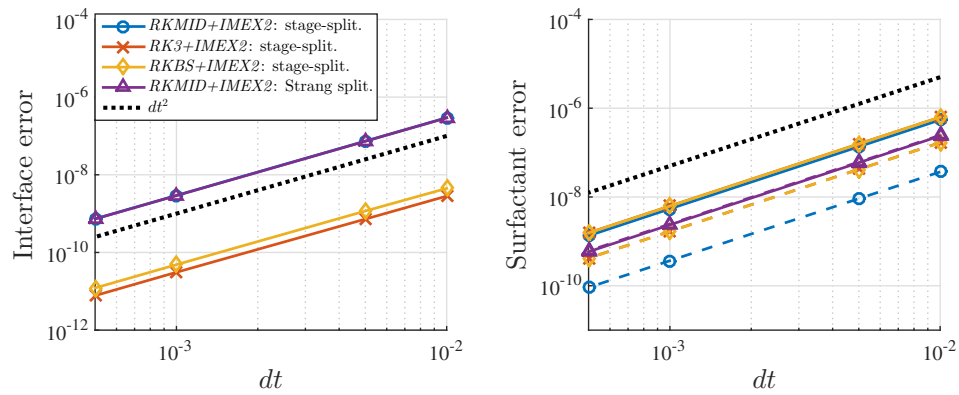 Interface error
10^-4
10^-6
10^-8
10^-10
10^-12
RKMID+IMEX2: stage-split.
RK3+IMEX2: stage-split.
RKBS+IMEX2: stage-split.
RKMID+IMEX2: Strang split.
dt^2
10^-3
10^-2
dt
Surfactant error
10^-4
10^-6
10^-8
10^-10
10^-3
10^-2
dt